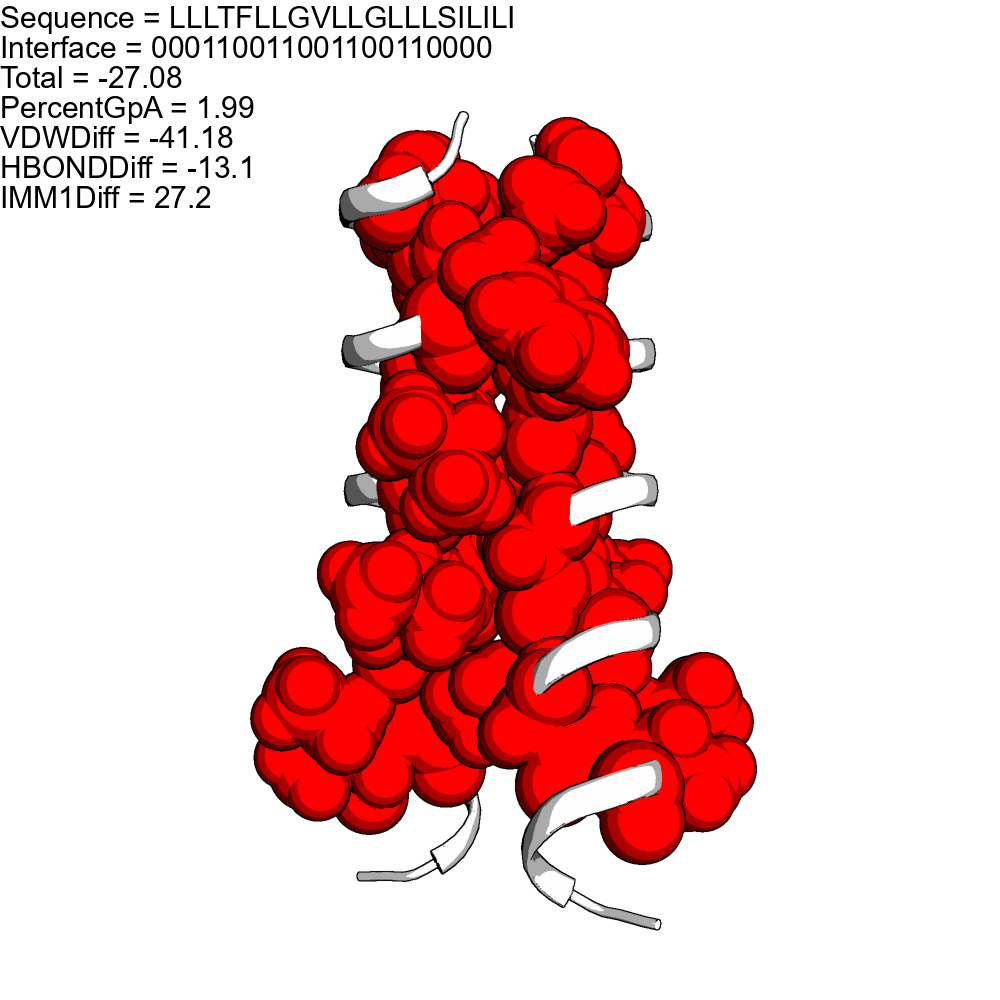 Sequence = LLLTFLLGVLLGLLLSILILI
Interface = 000110011001100110000
Total = -27.08
PercentGpA = 1.99
VDWDiff = -41.18
HBONDDiff = -13.1
IMM1Diff = 27.2